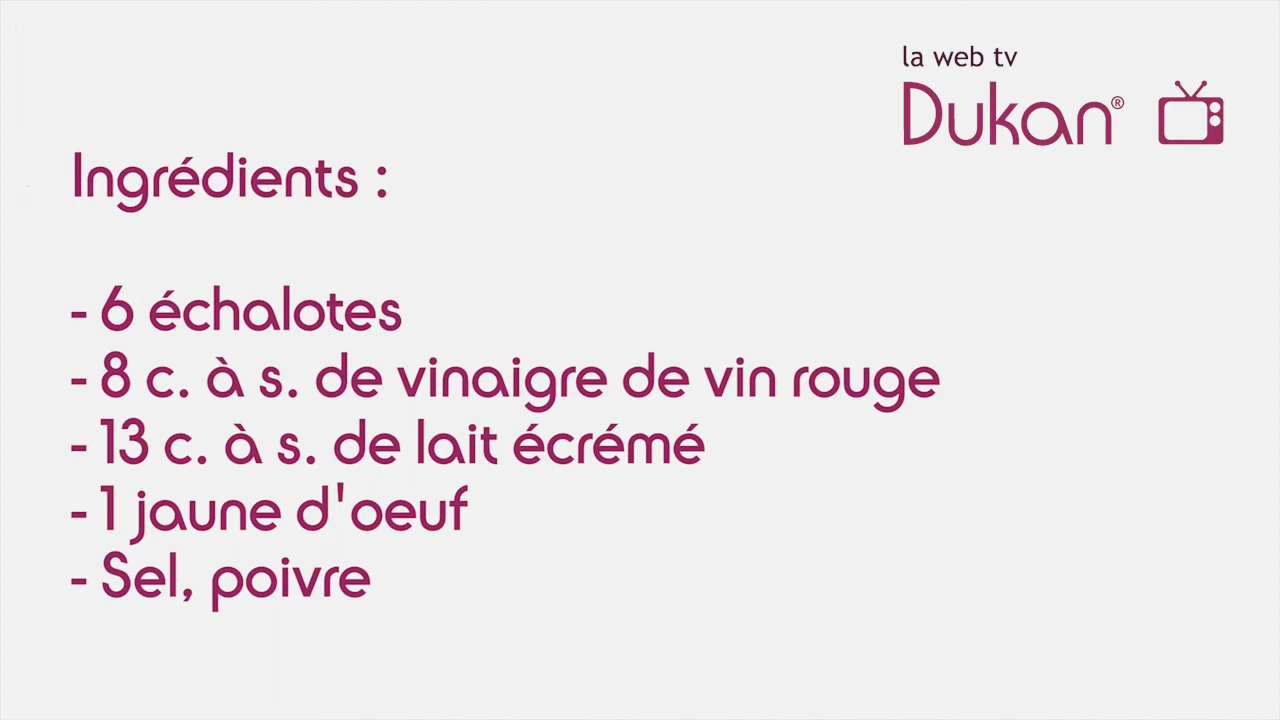 la web tv
Dukan®
Ingrédients :
- 6 échalotes
- 8 c. à s. de vinaigre de vin rouge
- 13 c. à s. de lait écrémé
- 1 jaune d'oeuf
- Sel, poivre